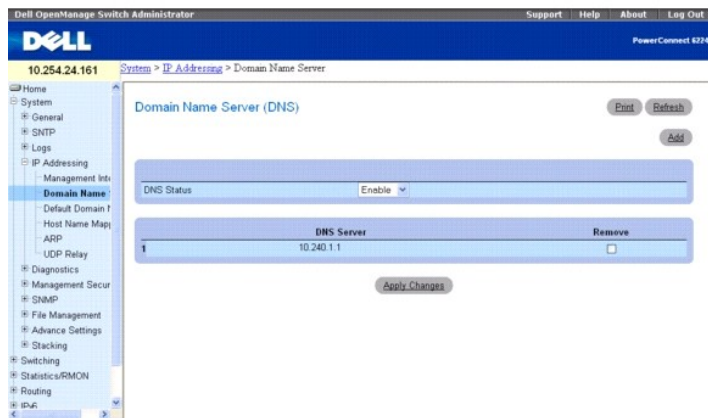 Dell OpenManage Switch Administrator
Support Help About Log Out
DELL
PowerConnect 6224
10.254.24.161
System > IP Addressing > Domain Name Server
Home
System
General
SNTP
Logs
IP Addressing
Management Inte
Domain Name
Default Domain N
Host Name Mapp
ARP
UDP Relay
Diagnostics
Management Secur
SNMP
File Management
Advance Settings
Stacking
Switching
Statistics/RMON
Routing
IPv6
Domain Name Server (DNS)
Print Refresh
Add
DNS Status Enable
DNS Server Remove
1 10.240.1.1
Apply Changes